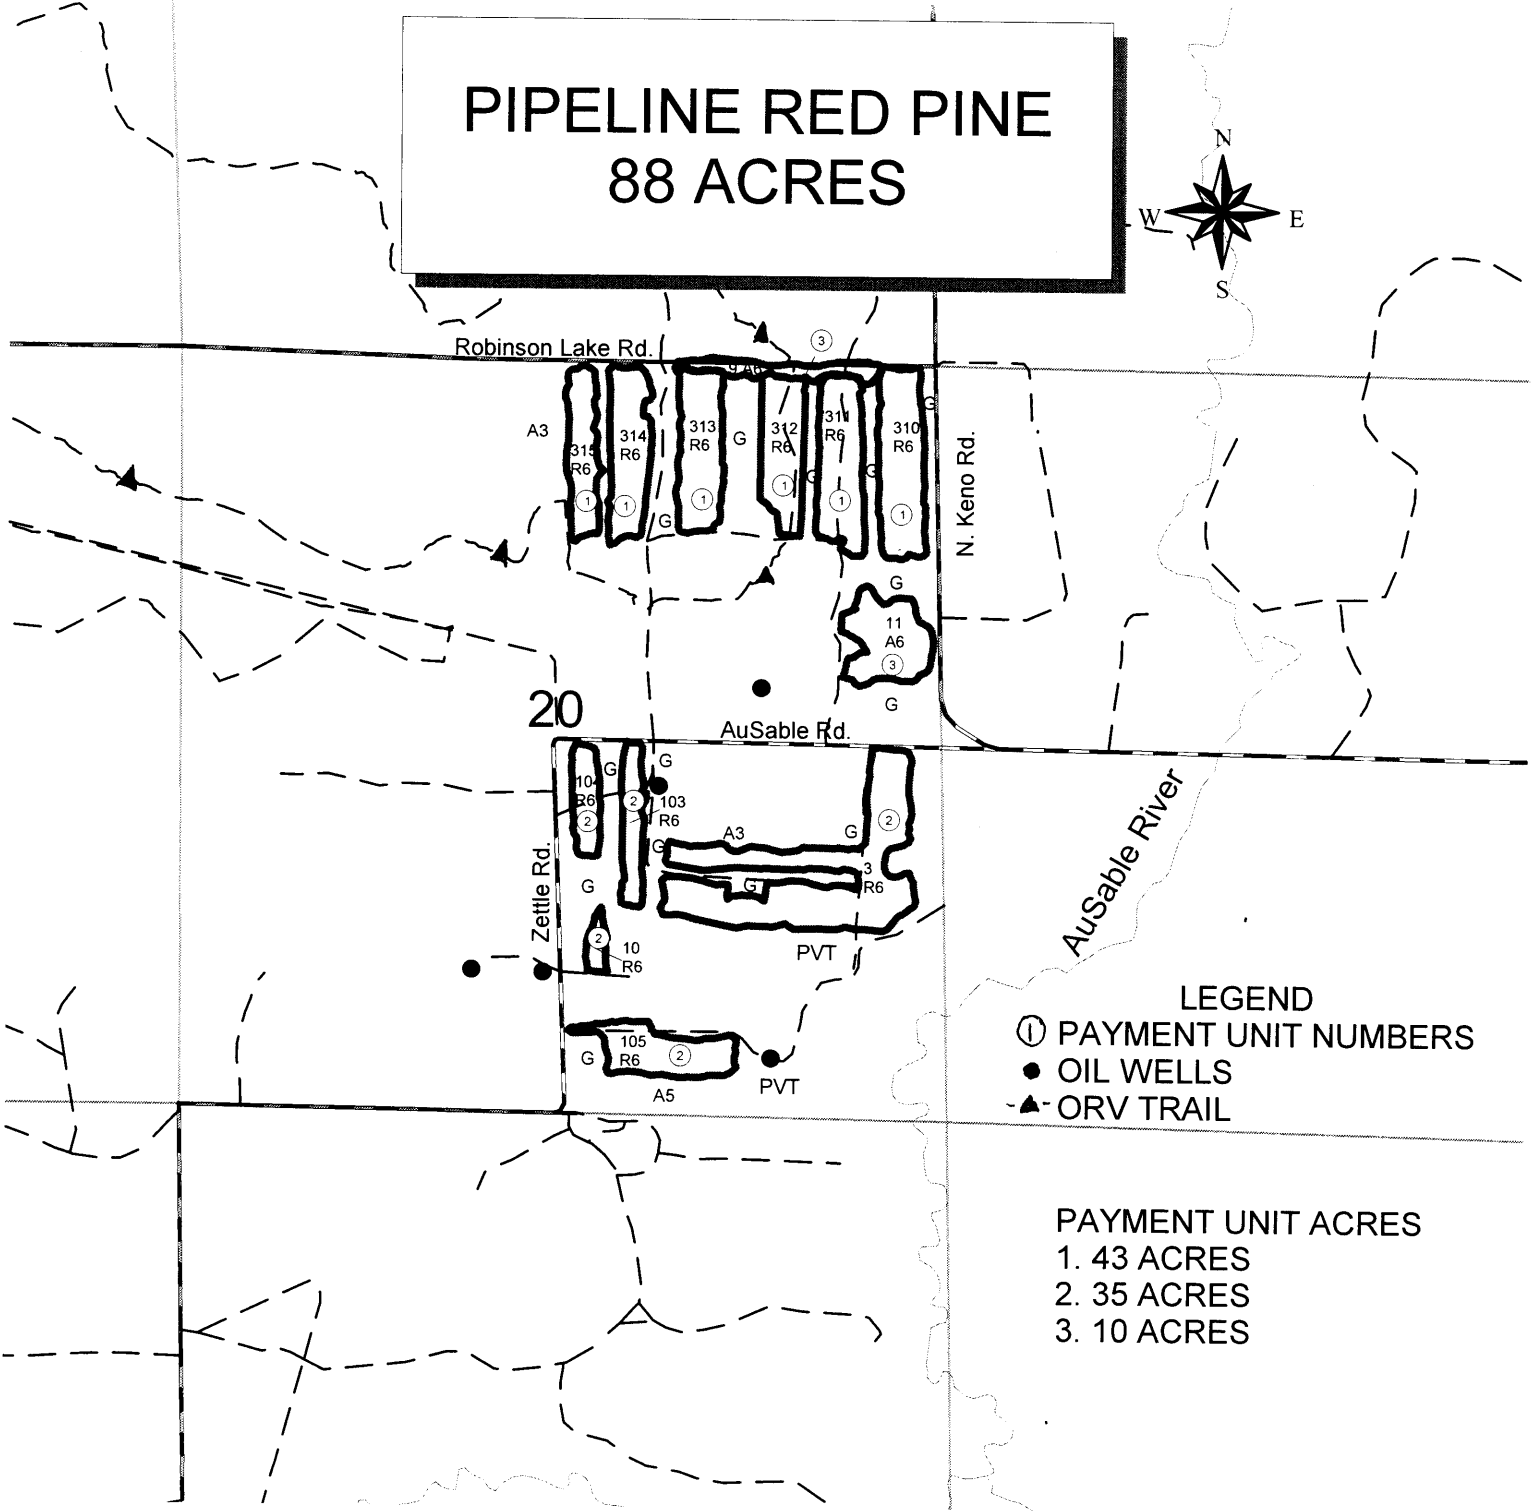 PIPELINE RED PINE
88 ACRES
N
W
E
S
Robinson Lake Rd.
3
9 A6
A3
315
R6
1
314
R6
1
G
313
R6
1
G
312
R6
1
G
311
R6
1
G
310
R6
1
G
N. Keno Rd.
G
11
A6
3
G
20
AuSable Rd.
104
R6
2
G
2
G
103
R6
G
A3
G
2
3
R6
G
Zettle Rd.
G
2
10
R6
PVT
AuSable River
G
105
R6
2
A5
PVT
LEGEND
1 PAYMENT UNIT NUMBERS
OIL WELLS
ORV TRAIL
PAYMENT UNIT ACRES
1. 43 ACRES
2. 35 ACRES
3. 10 ACRES